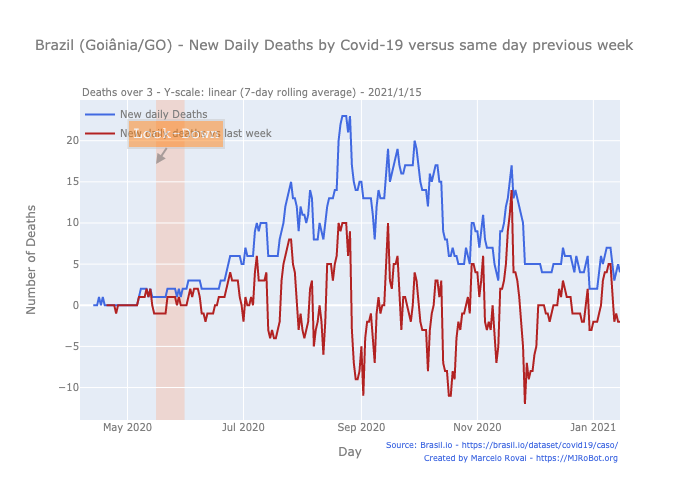 Brazil (Goiânia/GO) - New Daily Deaths by Covid-19 versus same day previous week
Deaths over 3 - Y-scale: linear (7-day rolling average) - 2021/1/15
New daily Deaths
New daily deaths vs last week
Lock-Down
20
15
10
5
0
−5
−10
Number of Deaths
May 2020
Jul 2020
Sep 2020
Nov 2020
Jan 2021
Day
Source: Brasil.io - https://brasil.io/dataset/covid19/caso/
Created by Marcelo Rovai - https://MJRoBot.org